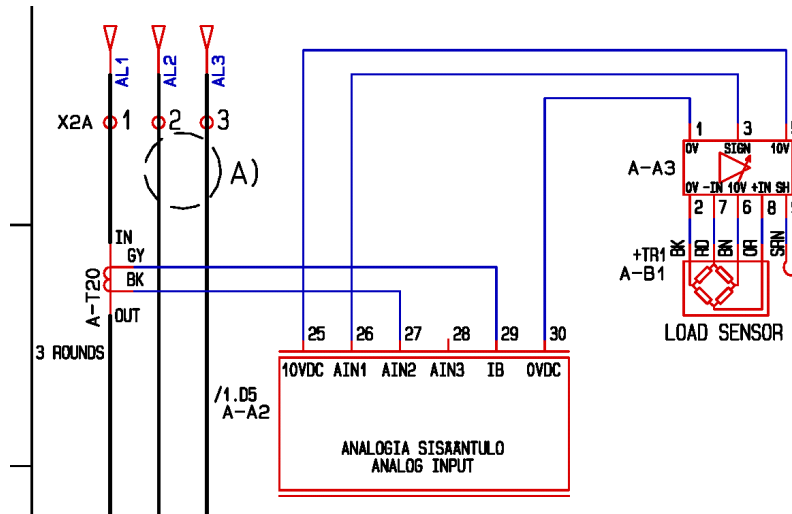 AL1
AL2
AL3
X2A
1
2
3
A)
IN
GY
BK
OUT
A-T20
3 ROUNDS
/1.D5
A-A2
25
26
27
28
29
30
10VDC
AIN1
AIN2
AIN3
IB
0VDC
ANALOGIA SISÄÄNTULO
ANALOG INPUT
1
3
0V
SIGN
10V
A-A3
0V
-IN
10V
+IN
SH
2
7
6
8
BK
RD
BN
OR
SRN
+TR1
A-B1
LOAD SENSOR